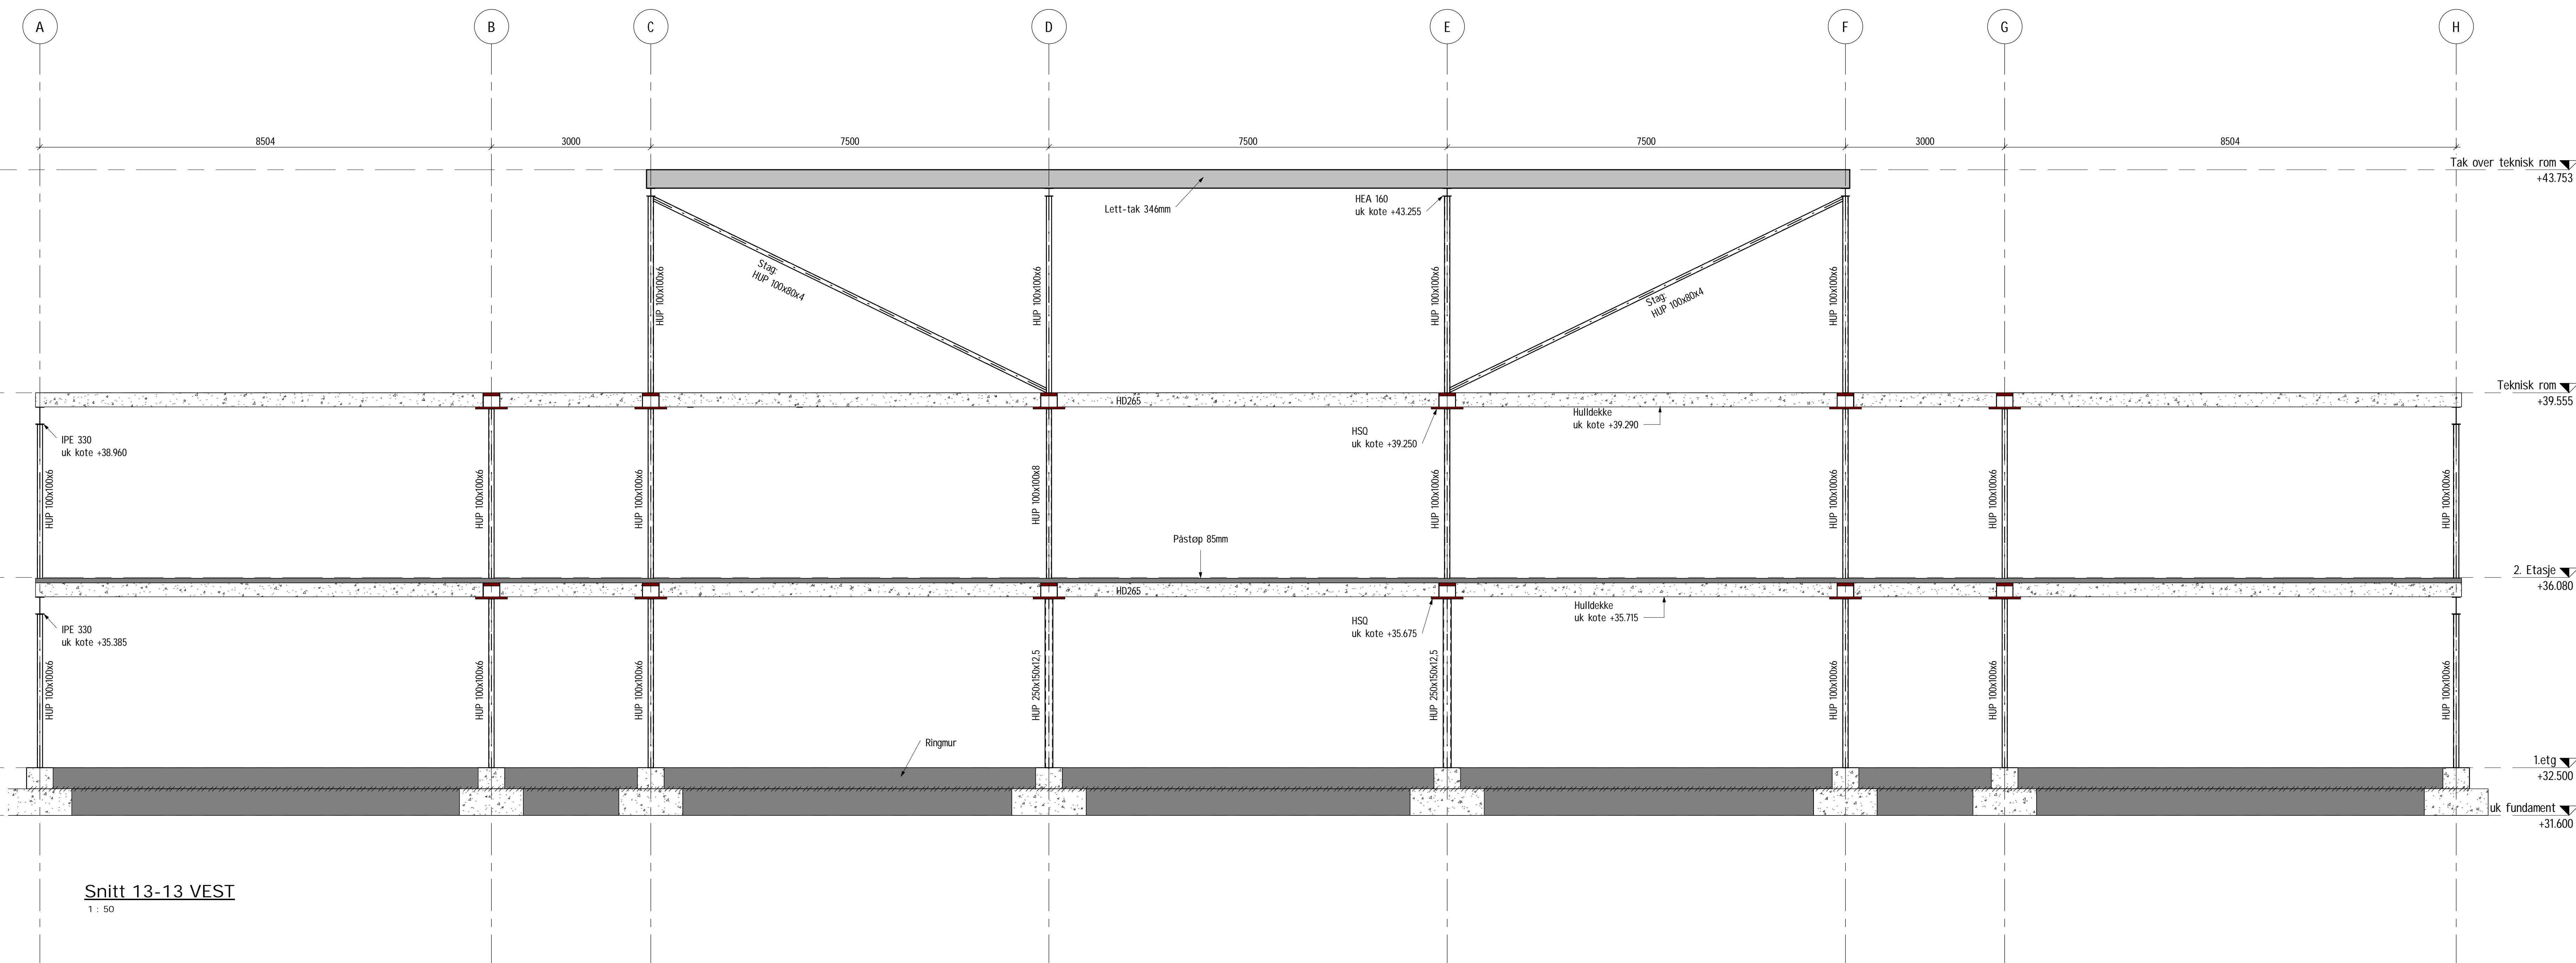 A
B
C
D
E
F
G
H
8504
3000
7500
7500
7500
3000
8504
Tak over teknisk rom
+43.753
Lett-tak 346mm
HEA 160
uk kote +43.255
HUP 100x100x6
Stag:
HUP 100x80x4
HUP 100x100x6
HUP 100x100x6
Stag:
HUP 100x80x4
HUP 100x100x6
Teknisk rom
+39.555
HD265
Hulldekke
uk kote +39.290
HSQ
uk kote +39.250
IPE 330
uk kote +38.960
HUP 100x100x6
HUP 100x100x6
HUP 100x100x6
HUP 100x100x8
HUP 100x100x6
HUP 100x100x6
HUP 100x100x6
HUP 100x100x6
Påstøp 85mm
2. Etasje
+36.080
HD265
Hulldekke
uk kote +35.715
HSQ
uk kote +35.675
IPE 330
uk kote +35.385
HUP 100x100x6
HUP 100x100x6
HUP 100x100x6
HUP 250x150x12,5
HUP 250x150x12,5
HUP 100x100x6
HUP 100x100x6
HUP 100x100x6
Ringmur
1.etg
+32.500
uk fundament
+31.600
Snitt 13-13 VEST
1 : 50